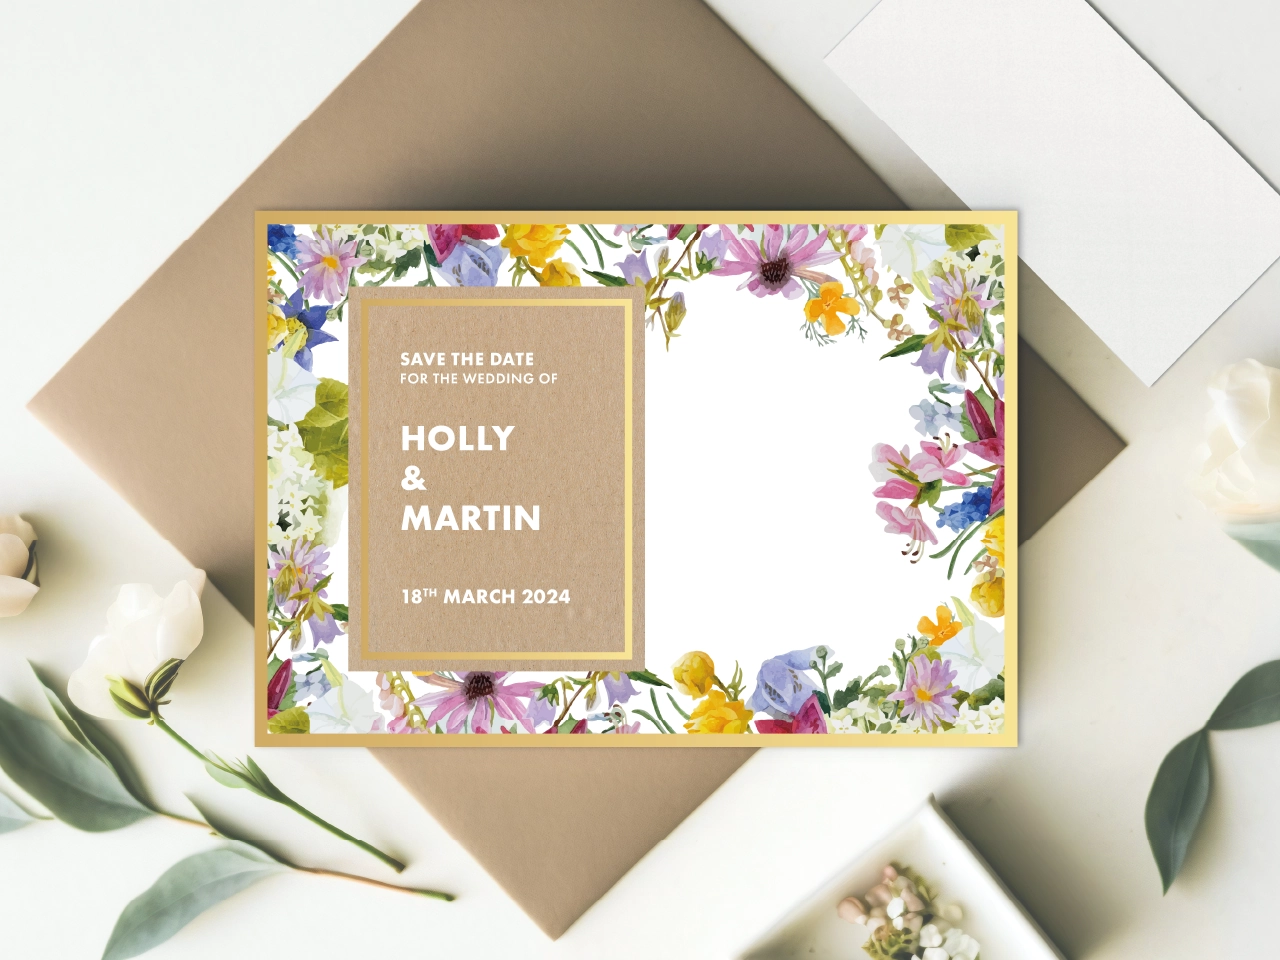 SAVE THE DATE
FOR THE WEDDING OF
HOLLY
&
MARTIN
18TH MARCH 2024